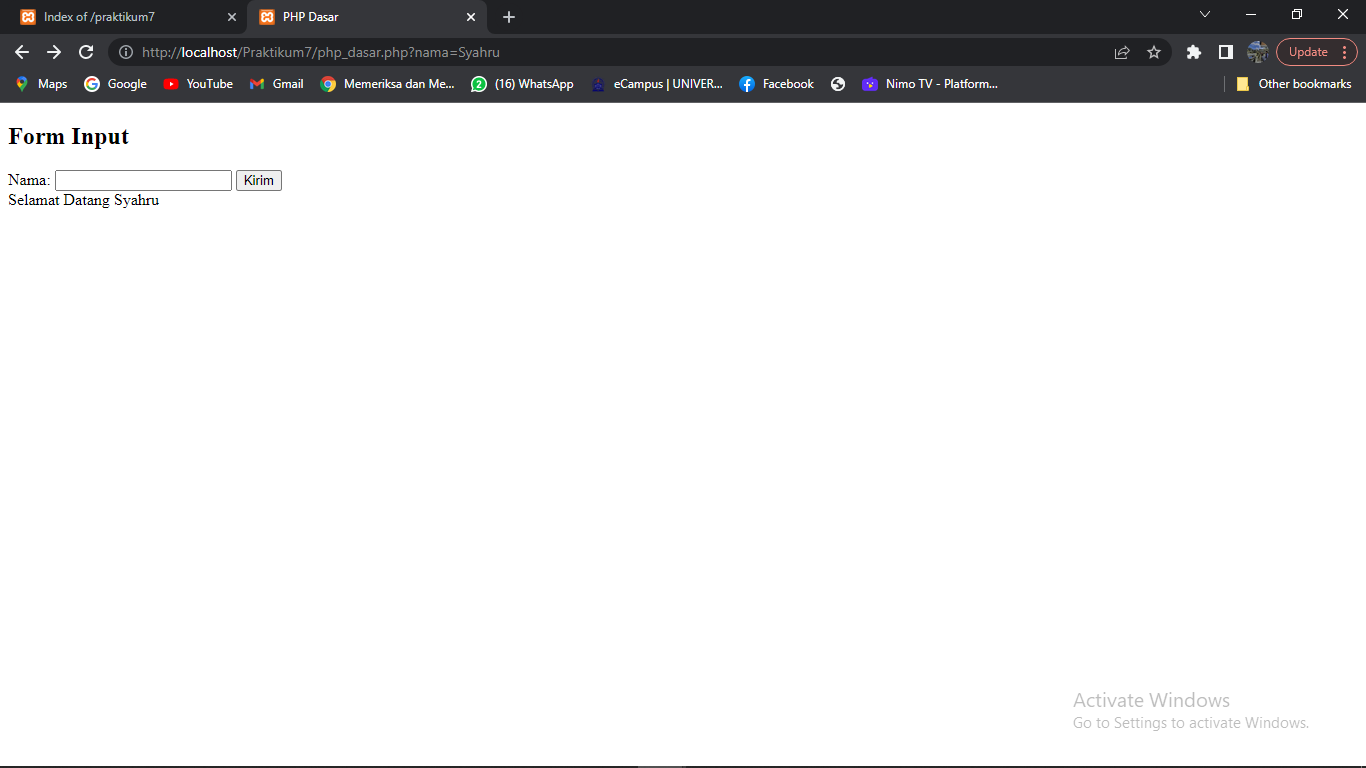 Index of /praktikum7
PHP Dasar
http://localhost/Praktikum7/php_dasar.php?nama=Syahru
Update
Maps
Google
YouTube
Gmail
Memeriksa dan Me...
(16) WhatsApp
eCampus | UNIVER...
Facebook
Nimo TV - Platform...
Other bookmarks
Form Input
Nama: Kirim
Selamat Datang Syahru
Activate Windows
Go to Settings to activate Windows.